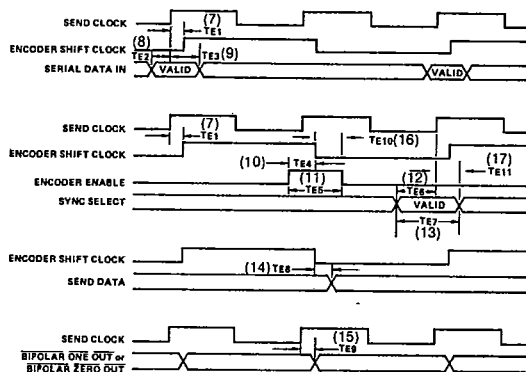 SEND CLOCK
(7)
TE1
ENCODER SHIFT CLOCK
(8)
TE2
TE3 (9)
SERIAL DATA IN
VALID
VALID
SEND CLOCK
(7)
TE1
TE10 (16)
ENCODER SHIFT CLOCK
(10)
TE4
(17)
TE11
ENCODER ENABLE
(11)
TE5
(12)
TE6
SYNC SELECT
VALID
TE7
(13)
ENCODER SHIFT CLOCK
(14) TE8
SEND DATA
SEND CLOCK
(15)
TE9
BIPOLAR ONE OUT or
BIPOLAR ZERO OUT